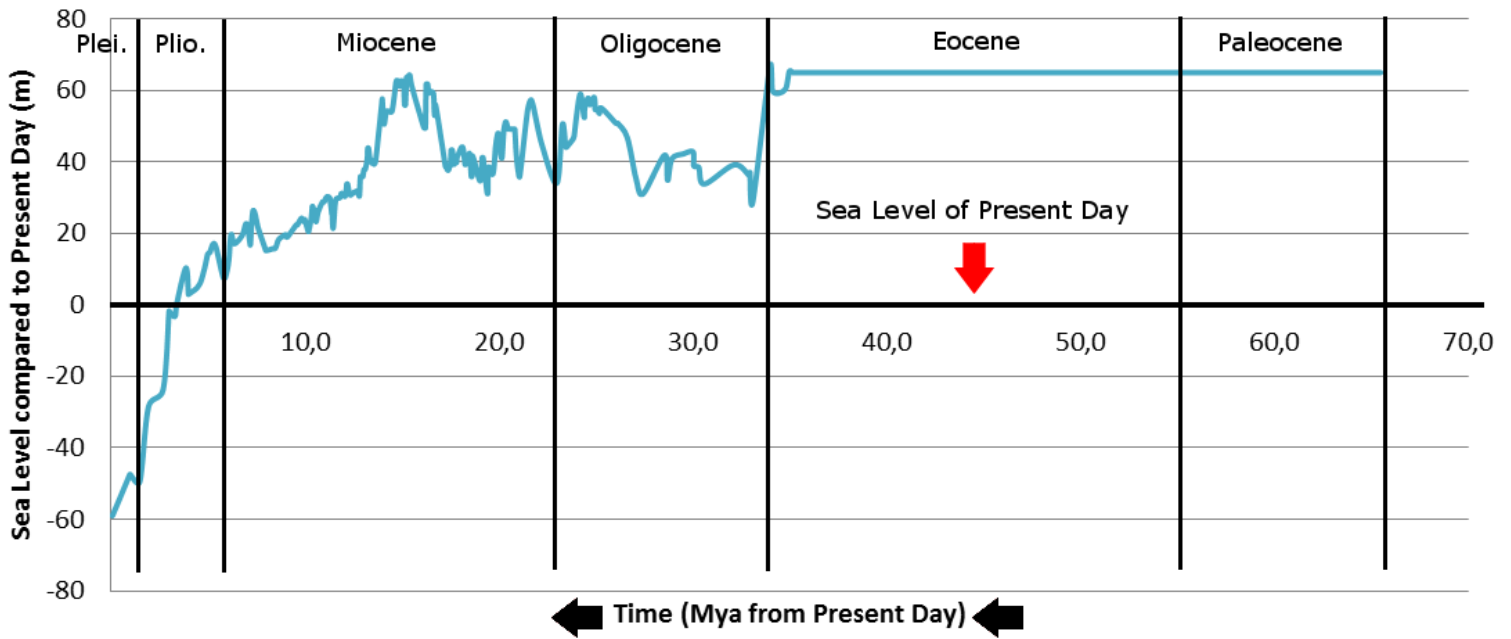 80
Plei.
Plio.
Miocene
Oligocene
Eocene
Paleocene
60
40
20
0
-20
-40
-60
-80
Sea Level compared to Present Day (m)
Sea Level of Present Day
10,0
20,0
30,0
40,0
50,0
60,0
70,0
Time (Mya from Present Day)